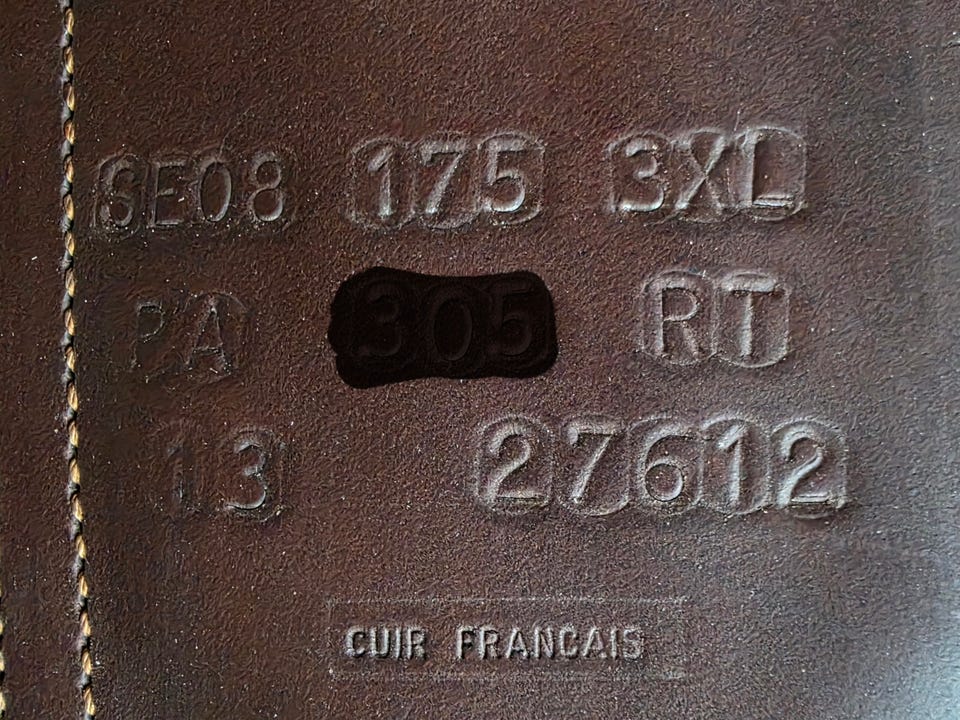 SE08 175 3XL
PA 305 RT
13 27612
CUIR FRANCAIS